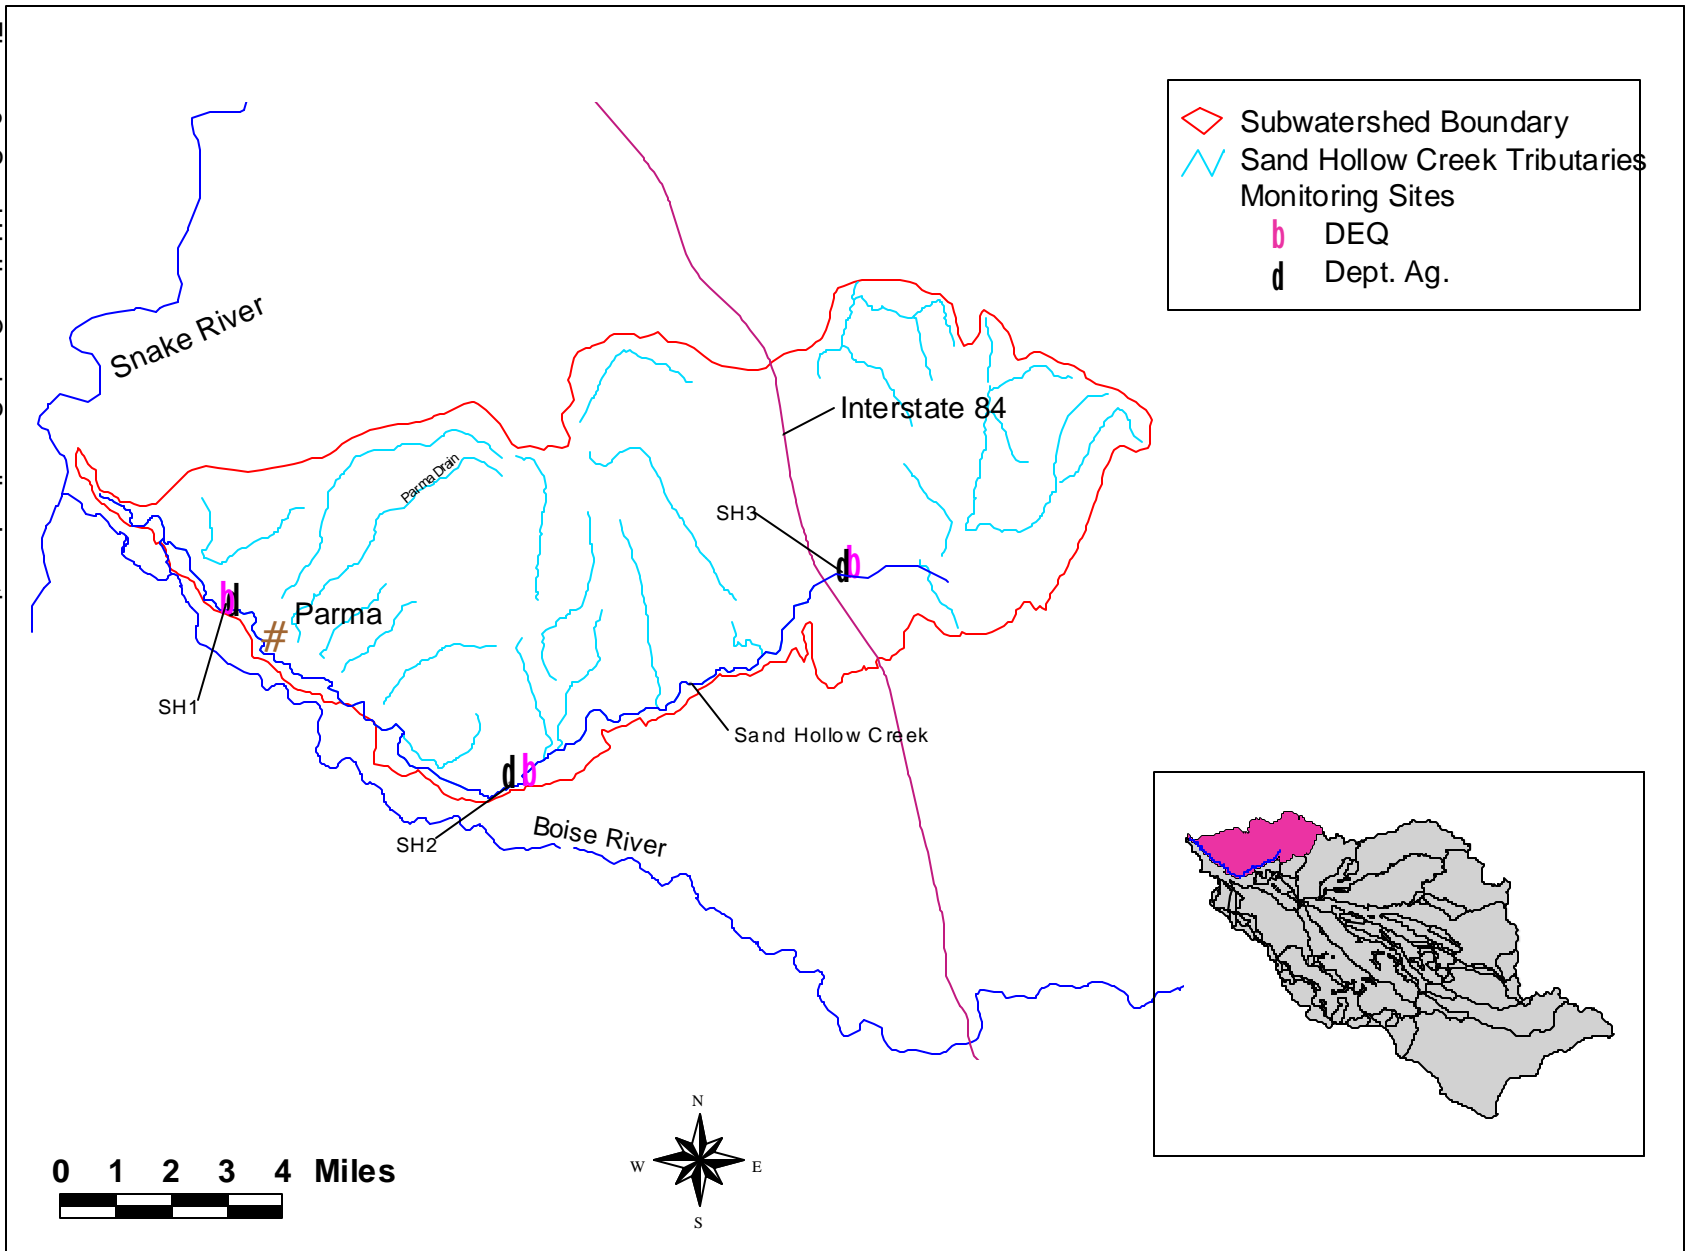 Subwatershed Boundary
Sand Hollow Creek Tributaries
Monitoring Sites
b DEQ
d Dept. Ag.
Snake River
Interstate 84
Parma Drain
SH3
d b
b d
Parma
#
SH1
Sand Hollow Creek
d b
SH2
Boise River
N
W E
S
0 1 2 3 4 Miles